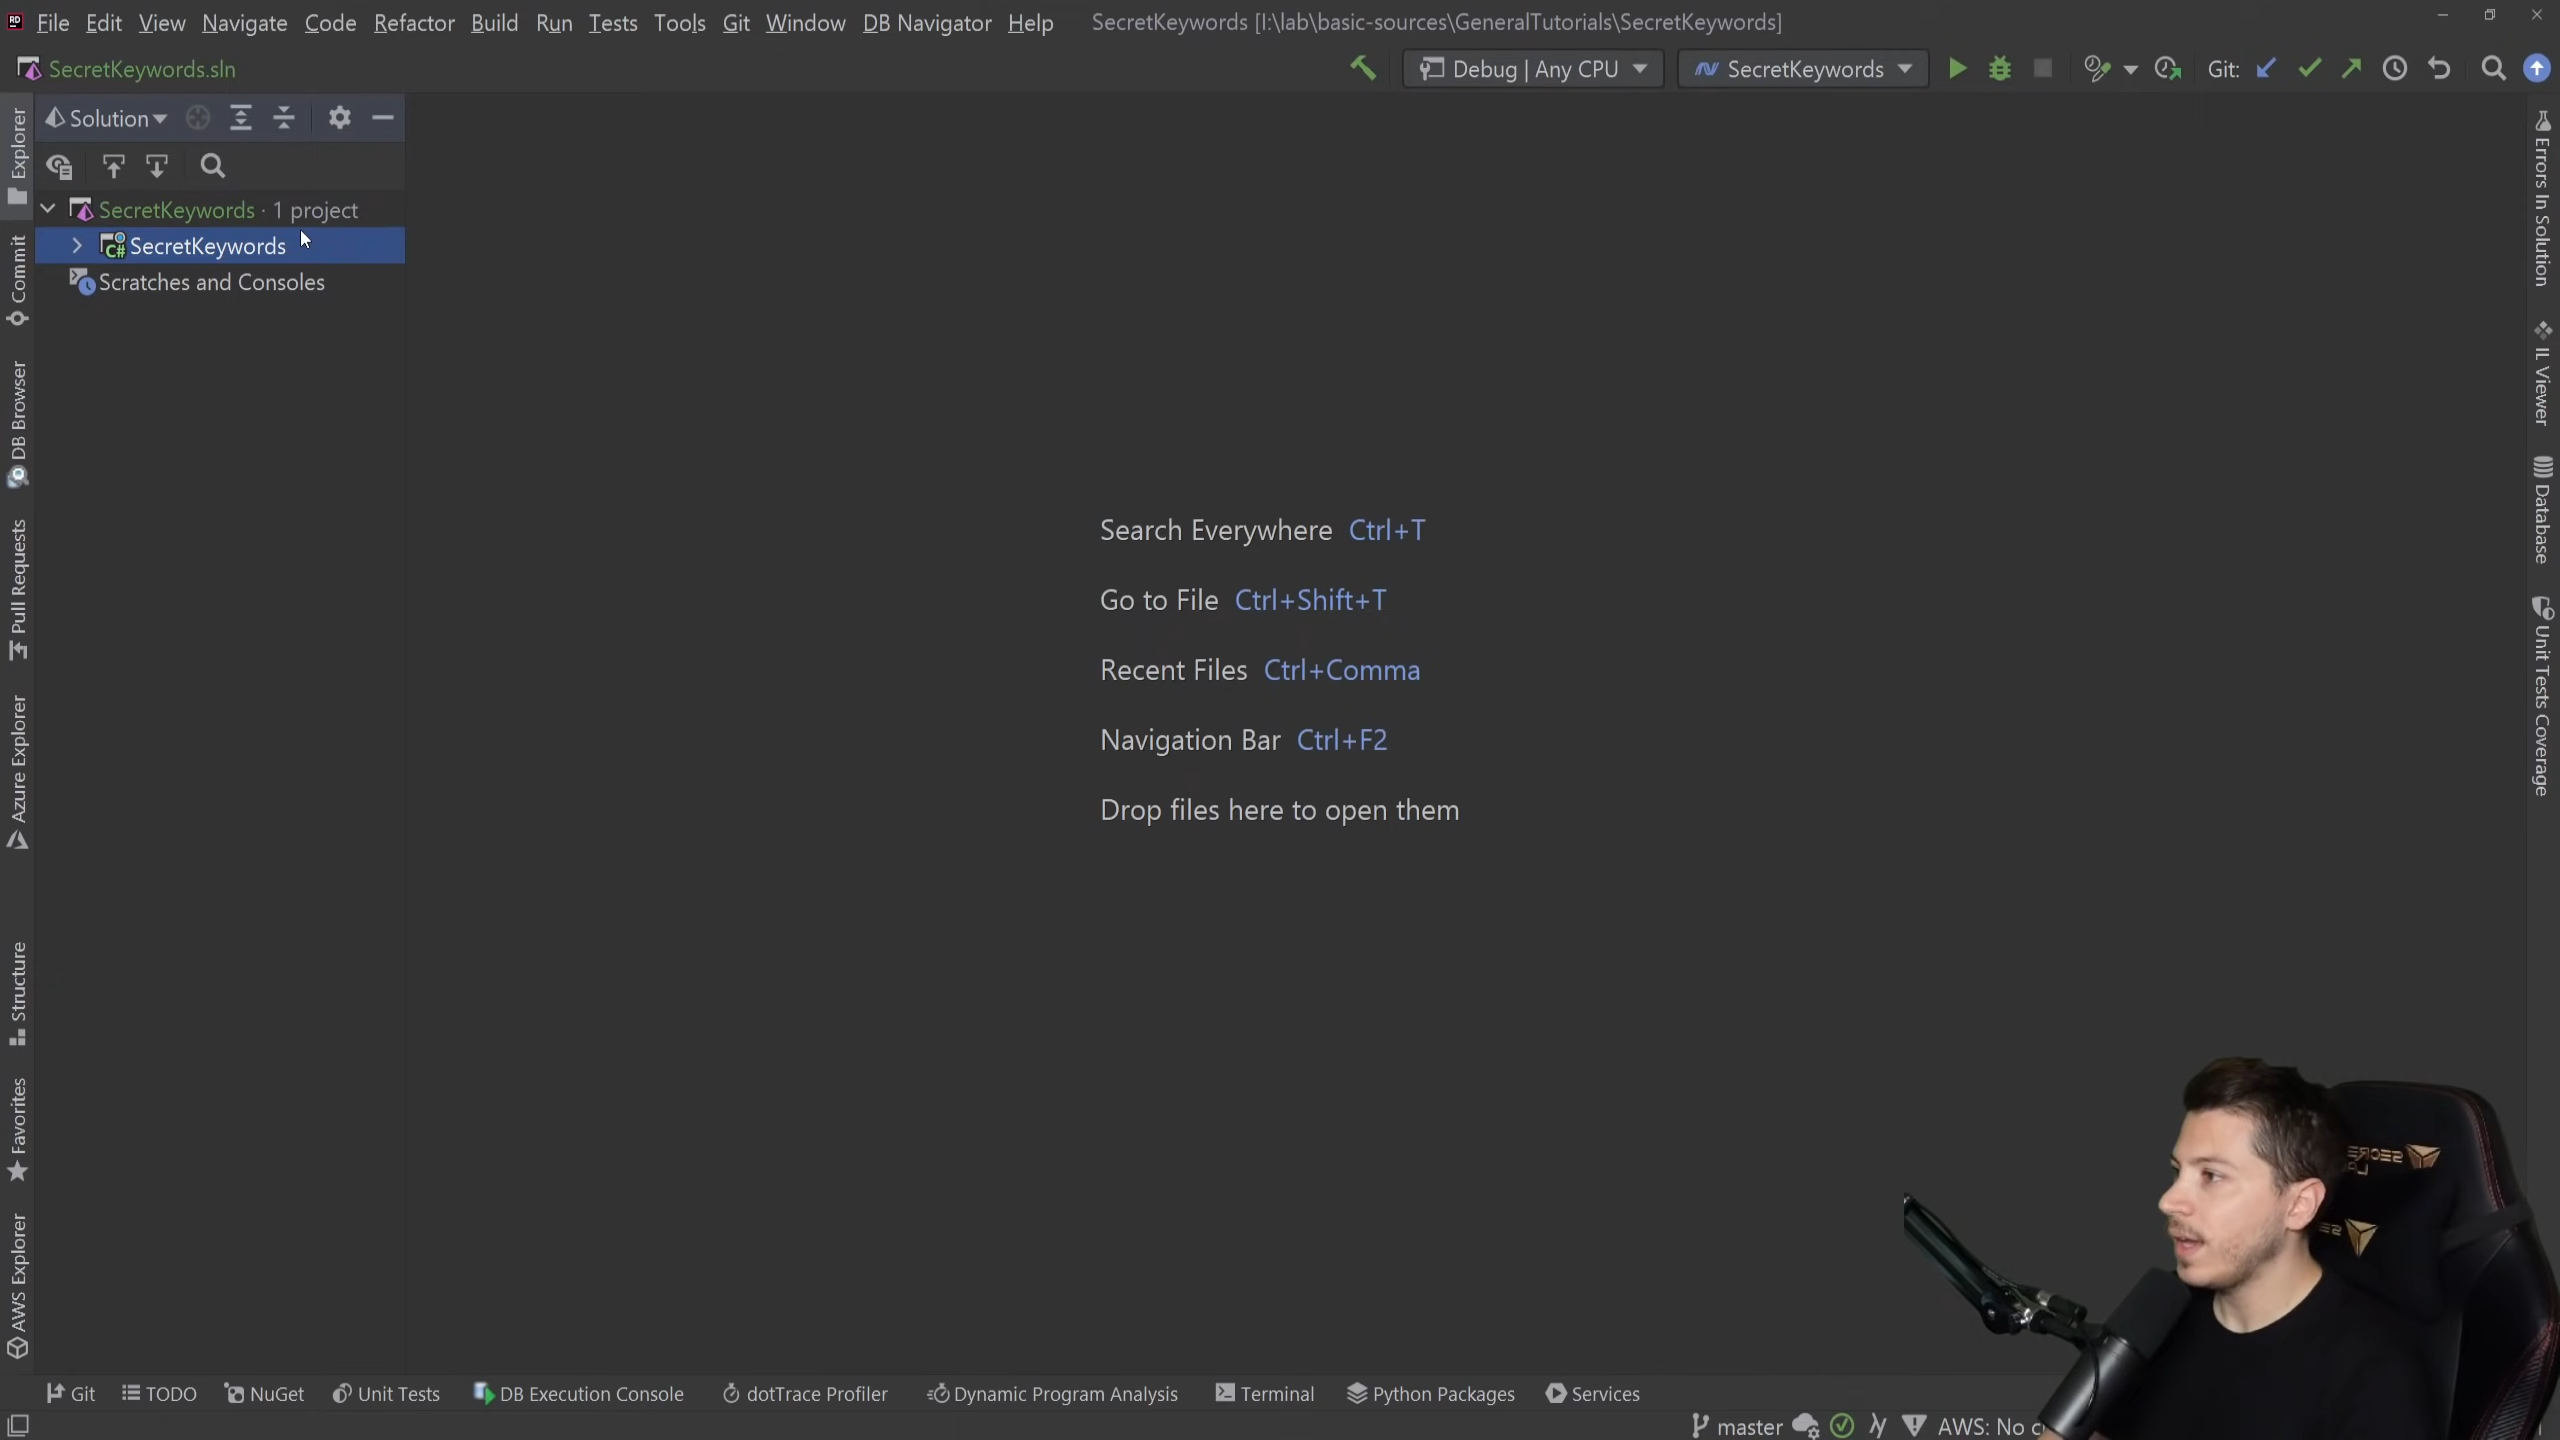 File Edit View Navigate Code Refactor Build Run Tests Tools Git Window DB Navigator Help SecretKeywords [I:\lab\basic-sources\GeneralTutorials\SecretKeywords]
SecretKeywords.sln Debug | Any CPU SecretKeywords Git:
Solution
SecretKeywords · 1 project
SecretKeywords
Scratches and Consoles
Explorer
Commit
DB Browser
Pull Requests
Azure Explorer
Structure
Favorites
AWS Explorer
Search Everywhere Ctrl+T
Go to File Ctrl+Shift+T
Recent Files Ctrl+Comma
Navigation Bar Ctrl+F2
Drop files here to open them
Errors In Solution
IL Viewer
Database
Unit Tests Coverage
Git TODO NuGet Unit Tests DB Execution Console dotTrace Profiler Dynamic Program Analysis Terminal Python Packages Services
master AWS: No